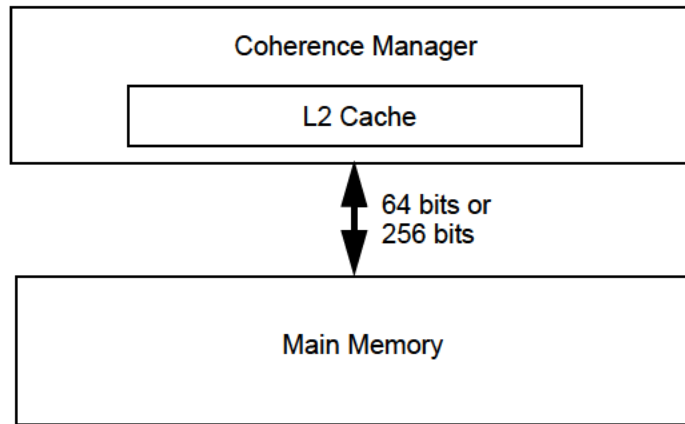 Coherence Manager
L2 Cache
64 bits or
256 bits
Main Memory